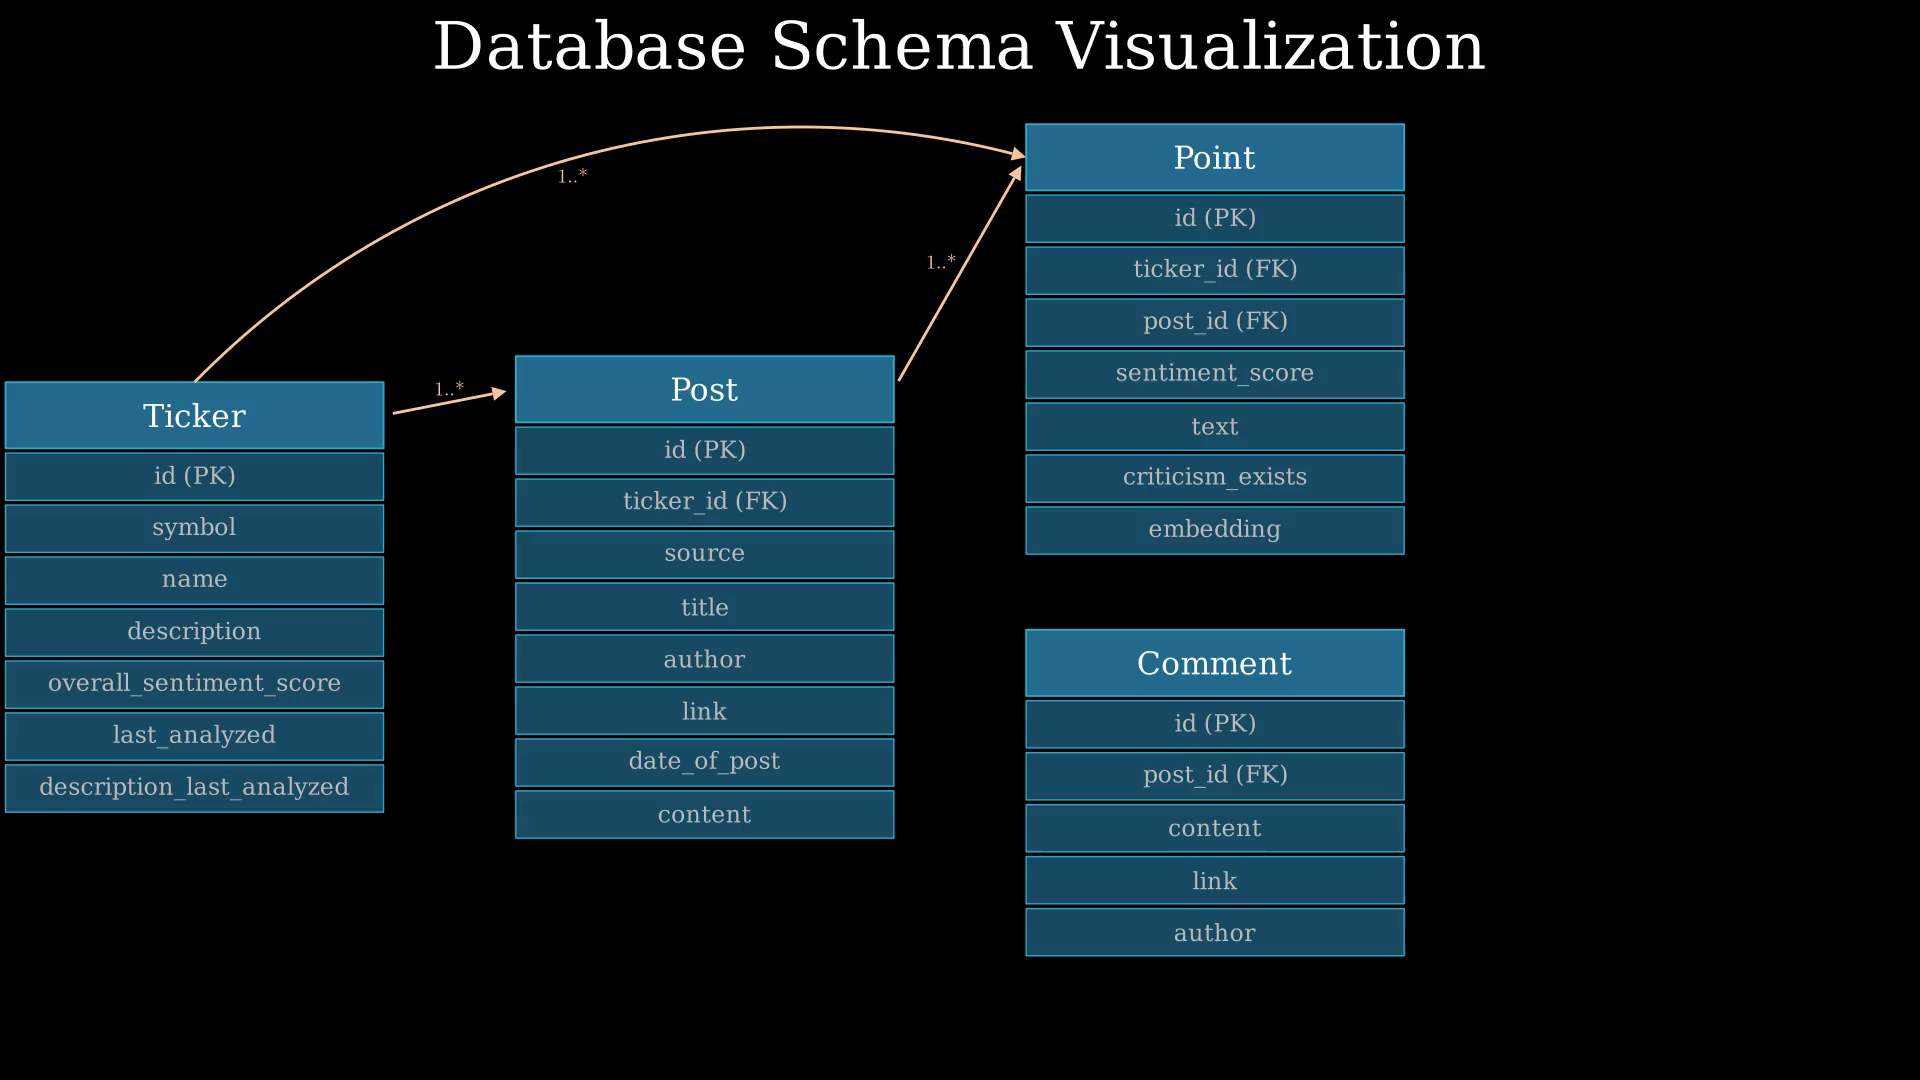 Database Schema Visualization
1..*
1..*
1..*
Ticker
id (PK)
symbol
name
description
overall_sentiment_score
last_analyzed
description_last_analyzed
Post
id (PK)
ticker_id (FK)
source
title
author
link
date_of_post
content
Point
id (PK)
ticker_id (FK)
post_id (FK)
sentiment_score
text
criticism_exists
embedding
Comment
id (PK)
post_id (FK)
content
link
author